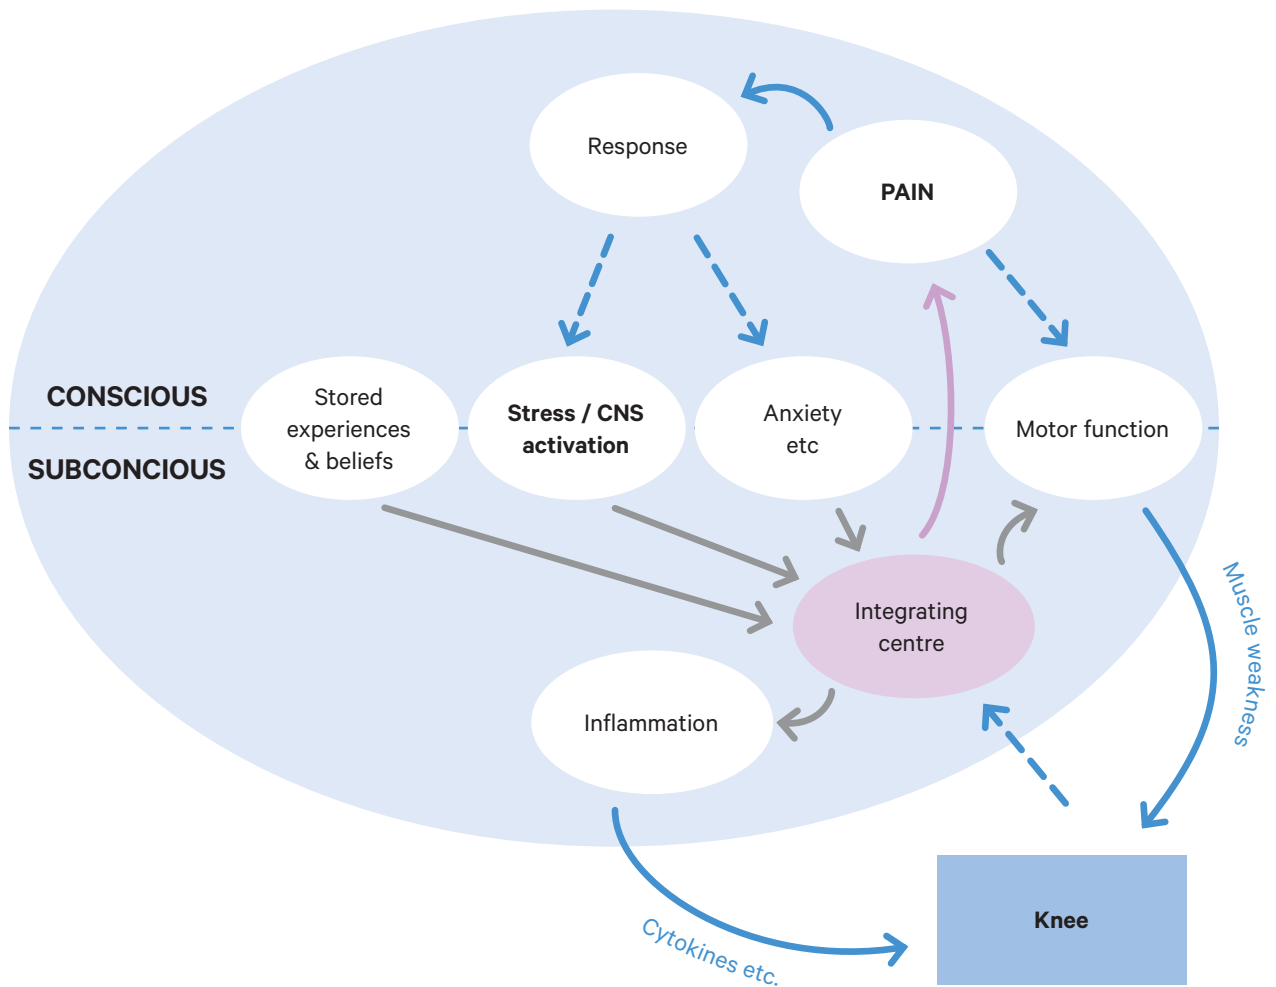 Response
PAIN
CONSCIOUS
SUBCONCIOUS
Stored
experiences
& beliefs
Stress / CNS
activation
Anxiety
etc
Motor function
Integrating
centre
Inflammation
Muscle weakness
Cytokines etc.
Knee